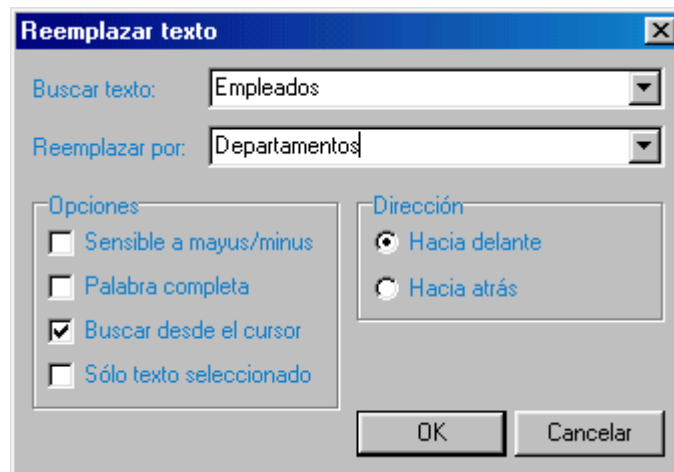 Reemplazar texto
Buscar texto: Empleados
Reemplazar por: Departamentos
Opciones
Sensible a mayus/minus
Palabra completa
Buscar desde el cursor
Sólo texto seleccionado
Dirección
Hacia delante
Hacia atrás
OK Cancelar